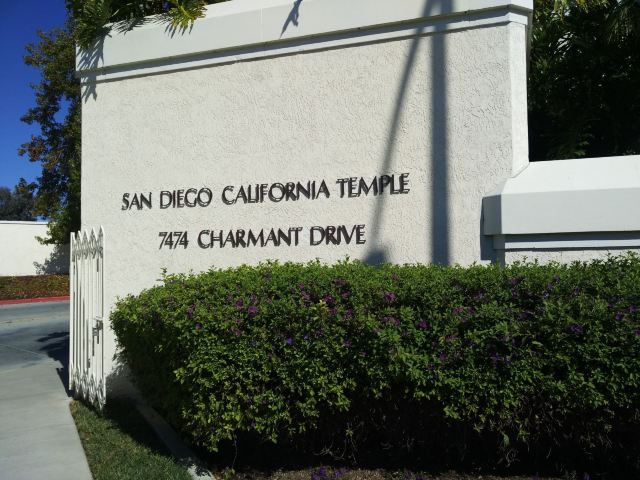 SAN DIEGO CALIFORNIA TEMPLE
7474 CHARMANT DRIVE